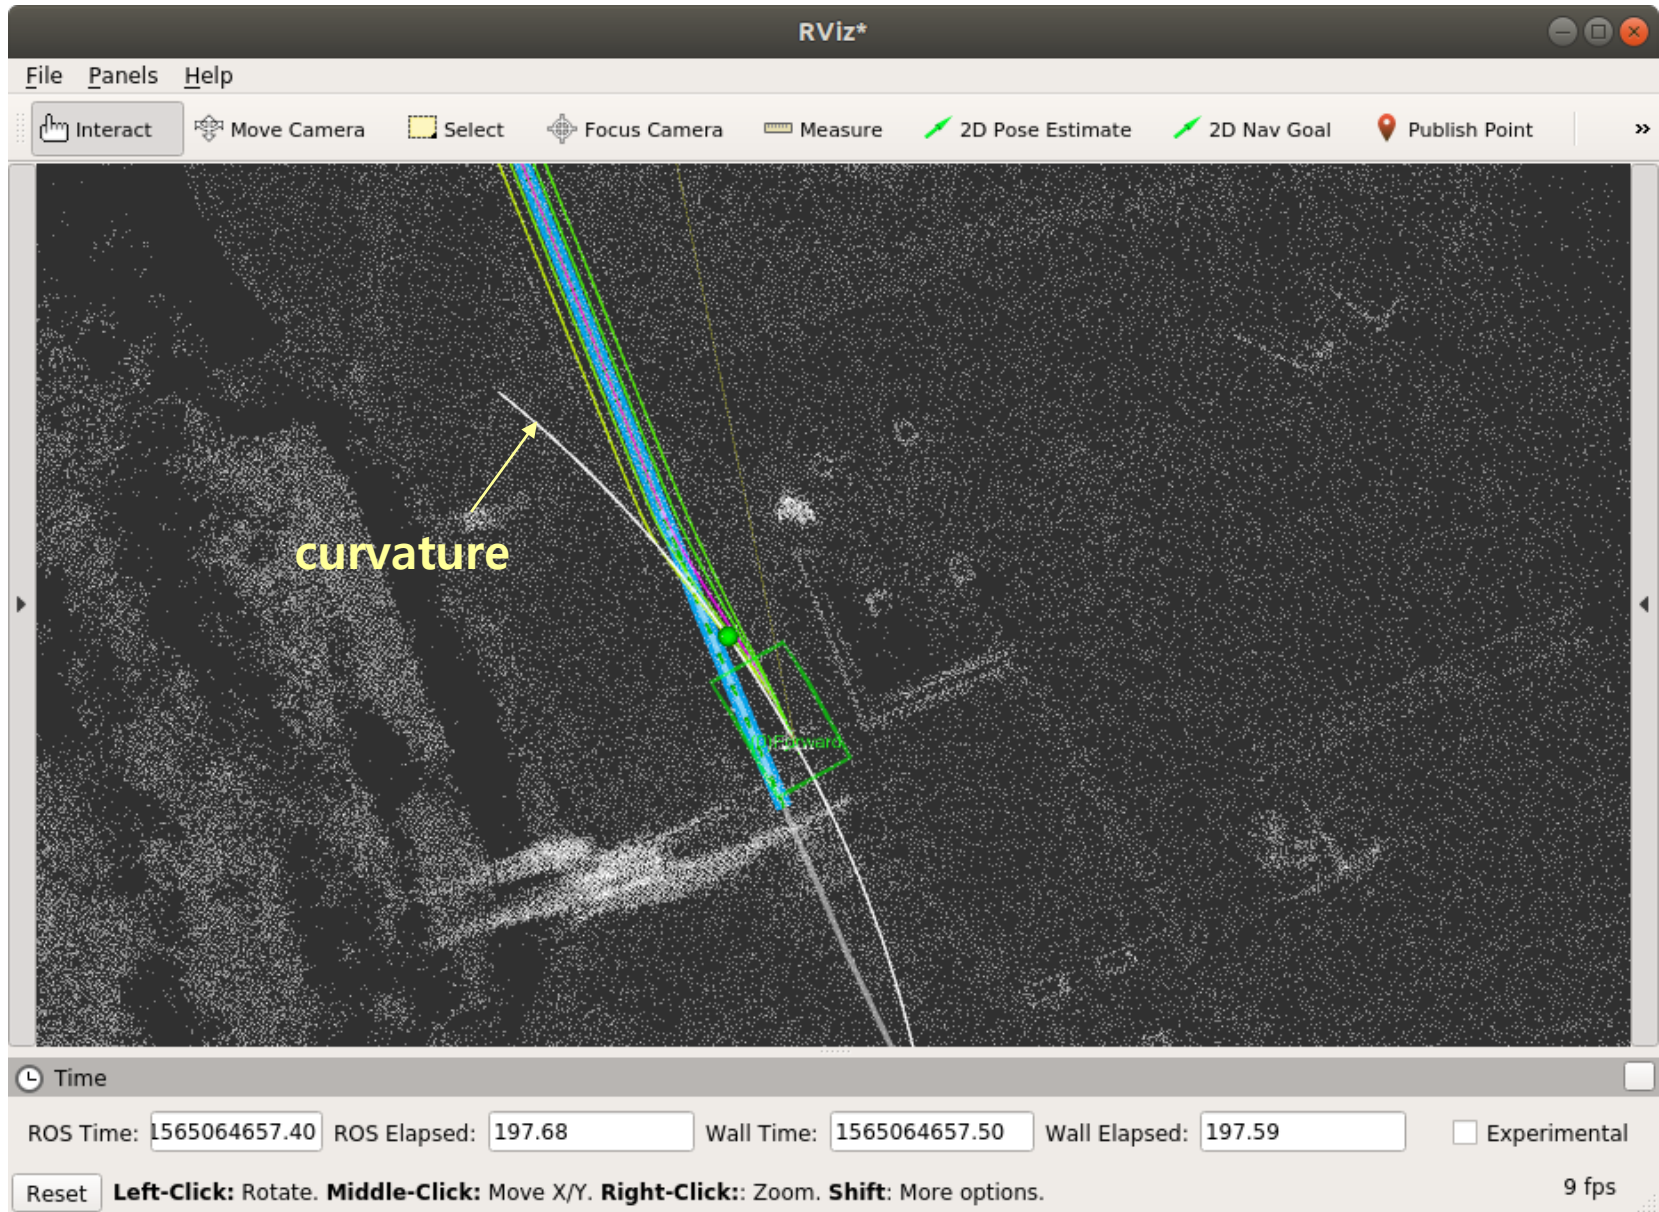 RViz*
File Panels Help
Interact Move Camera Select Focus Camera Measure 2D Pose Estimate 2D Nav Goal Publish Point »
curvature
Forward
Time
ROS Time: 1565064657.40 ROS Elapsed: 197.68 Wall Time: 1565064657.50 Wall Elapsed: 197.59 Experimental
Reset Left-Click: Rotate. Middle-Click: Move X/Y. Right-Click:: Zoom. Shift: More options. 9 fps